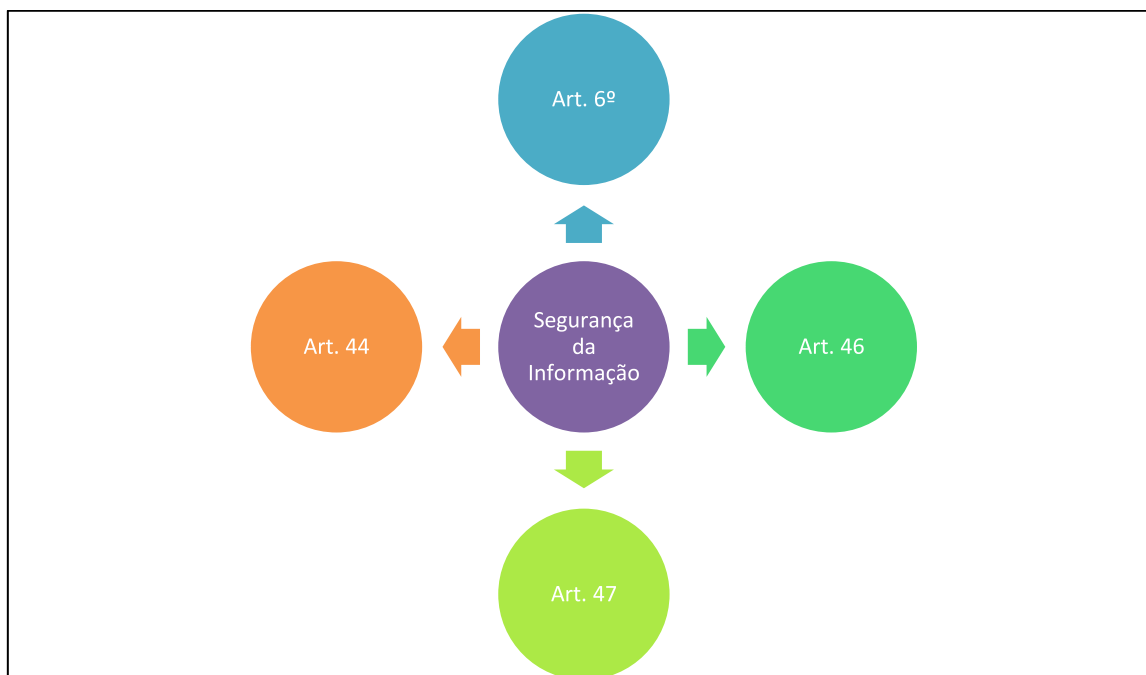 Art. 6º
Art. 44
Segurança
da
Informação
Art. 46
Art. 47